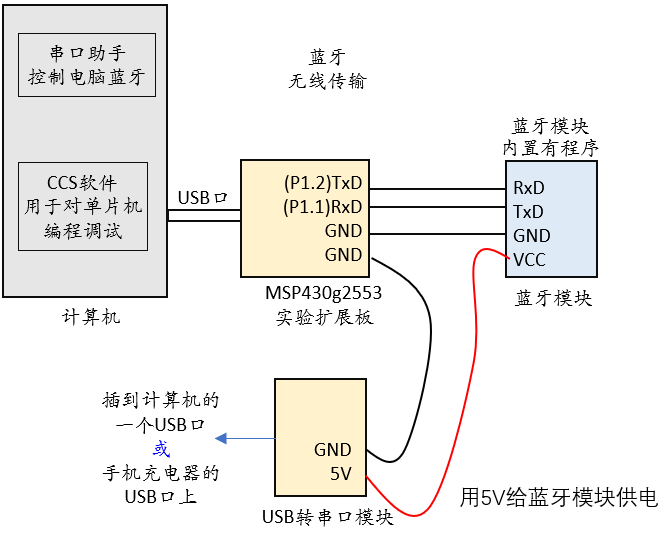 串口助手
控制电脑蓝牙
CCS软件
用于对单片机
编程调试
计算机
USB口
蓝牙
无线传输
(P1.2)TxD
(P1.1)RxD
GND
GND
MSP430g2553
实验扩展板
蓝牙模块
内置有程序
RxD
TxD
GND
VCC
蓝牙模块
插到计算机的
一个USB口
或
手机充电器的
USB口上
GND
5V
USB转串口模块
用5V给蓝牙模块供电